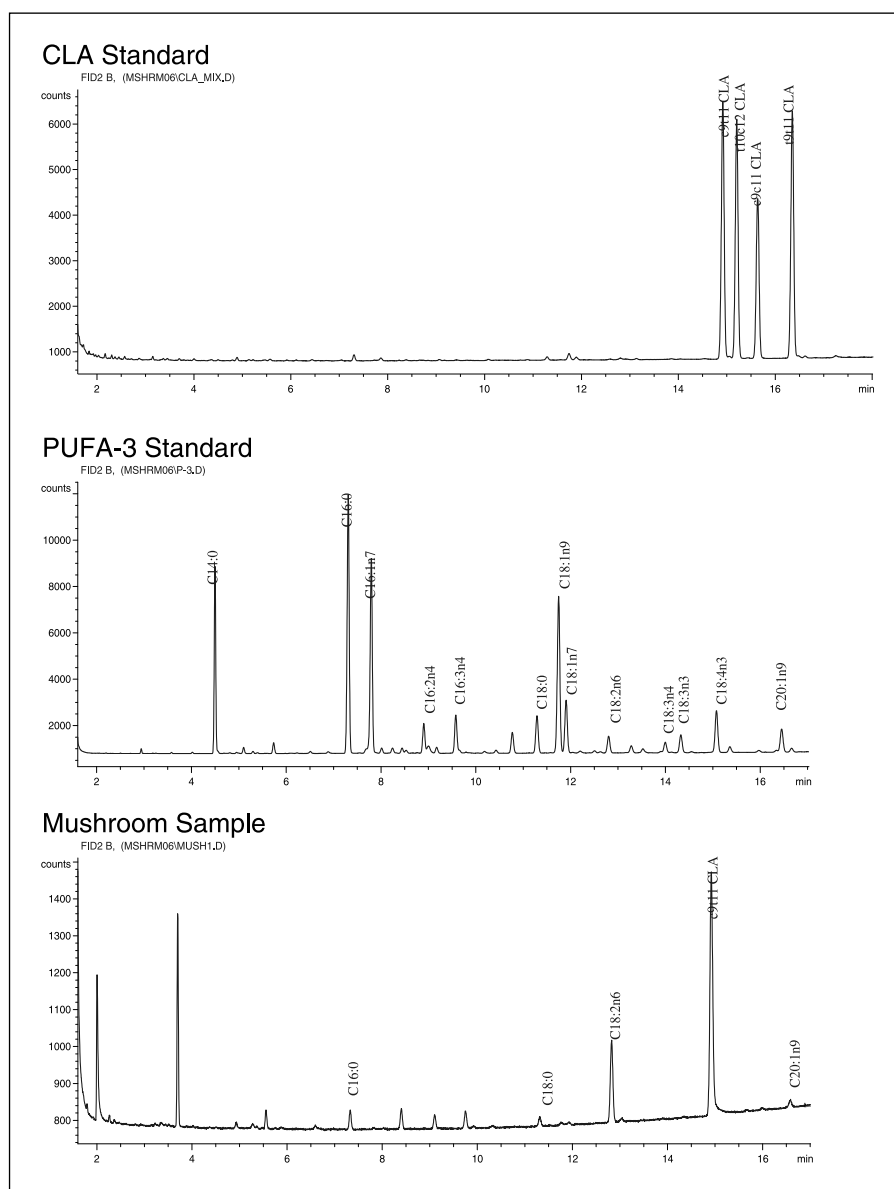 CLA Standard
FID2 B, (MSHRM06\CLA_MIX.D)
counts
6000
5000
4000
3000
2000
1000
c9t11 CLA
t10c12 CLA
c9c11 CLA
t9t11 CLA
2 4 6 8 10 12 14 16 min
PUFA-3 Standard
FID2 B, (MSHRM06\P-3.D)
counts
10000
8000
6000
4000
2000
C14:0
C16:0
C16:1n7
C16:2n4
C16:3n4
C18:0
C18:1n9
C18:1n7
C18:2n6
C18:3n4
C18:3n3
C18:4n3
C20:1n9
2 4 6 8 10 12 14 16 min
Mushroom Sample
FID2 B, (MSHRM06\MUSH1.D)
counts
1400
1300
1200
1100
1000
900
800
C16:0
C18:0
C18:2n6
c9t11 CLA
C20:1n9
2 4 6 8 10 12 14 16 min